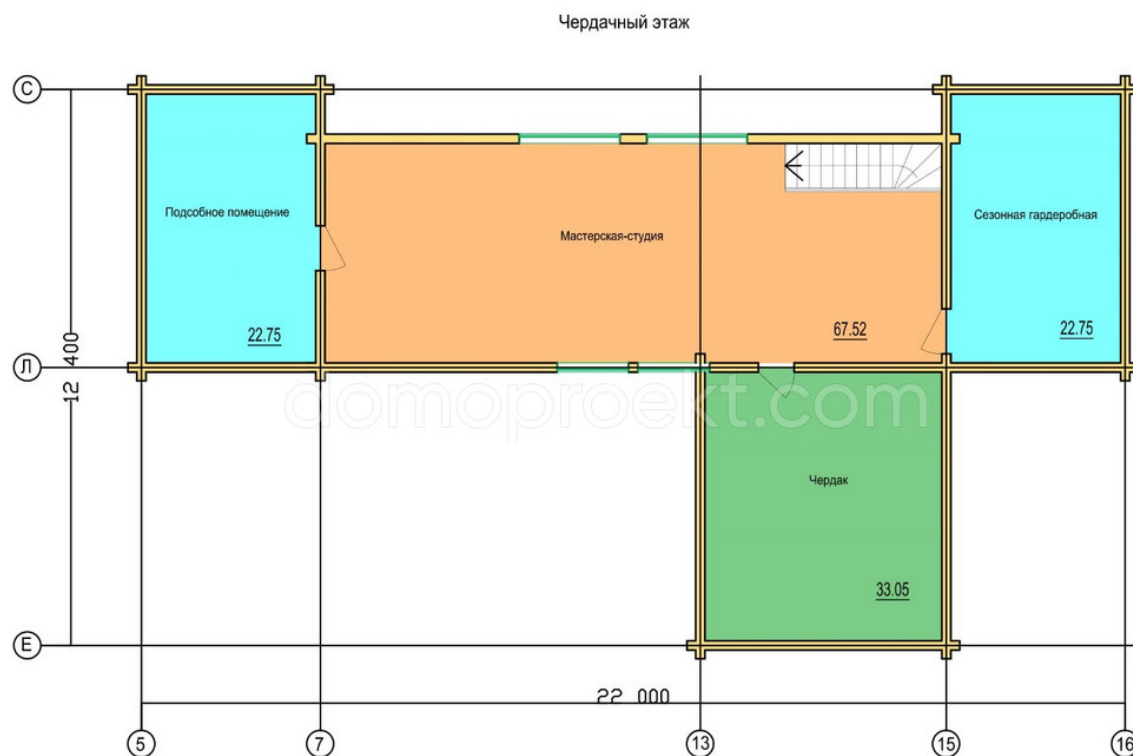 Чердачный этаж
С
Подсобное помещение
Сезонная гардеробная
Мастерская-студия
22.75
67.52
22.75
12 400
Л
domoproekt.com
Чердак
33.05
Е
22 000
5
7
13
15
16